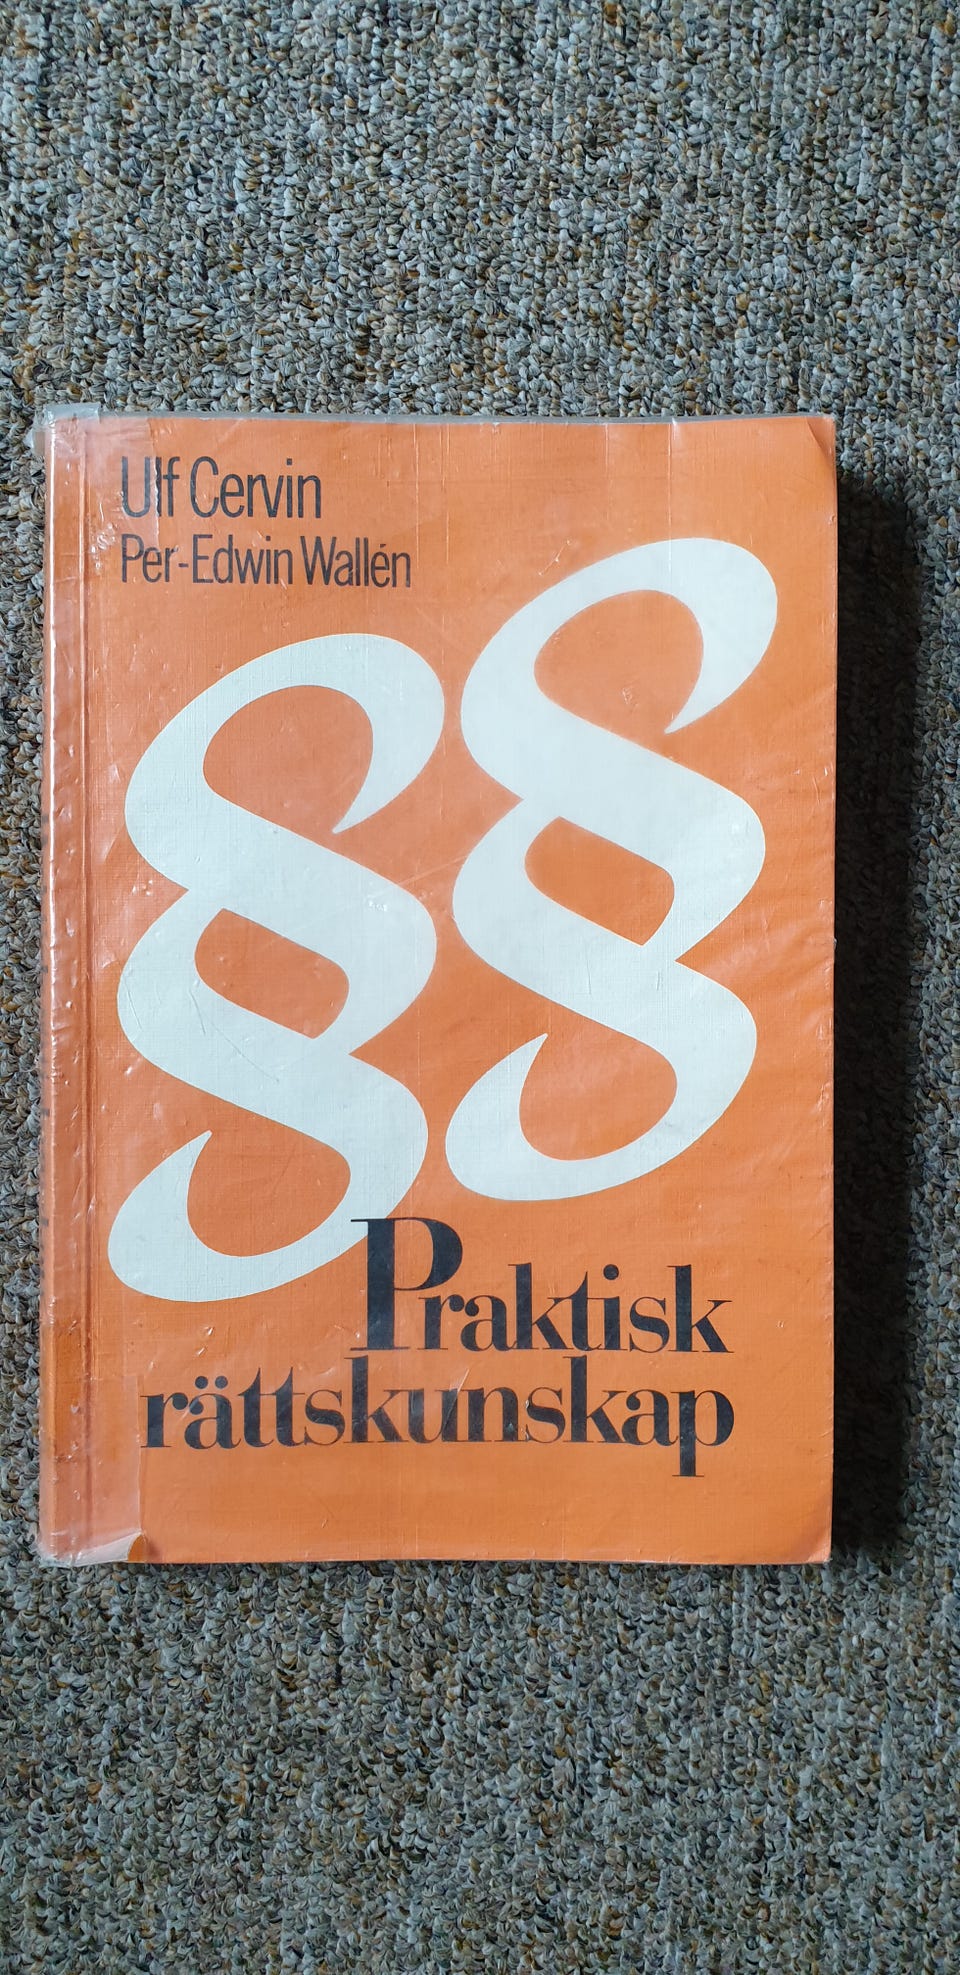 Ulf Cervin
Per-Edwin Wallén
§§
Praktisk
rättskunskap